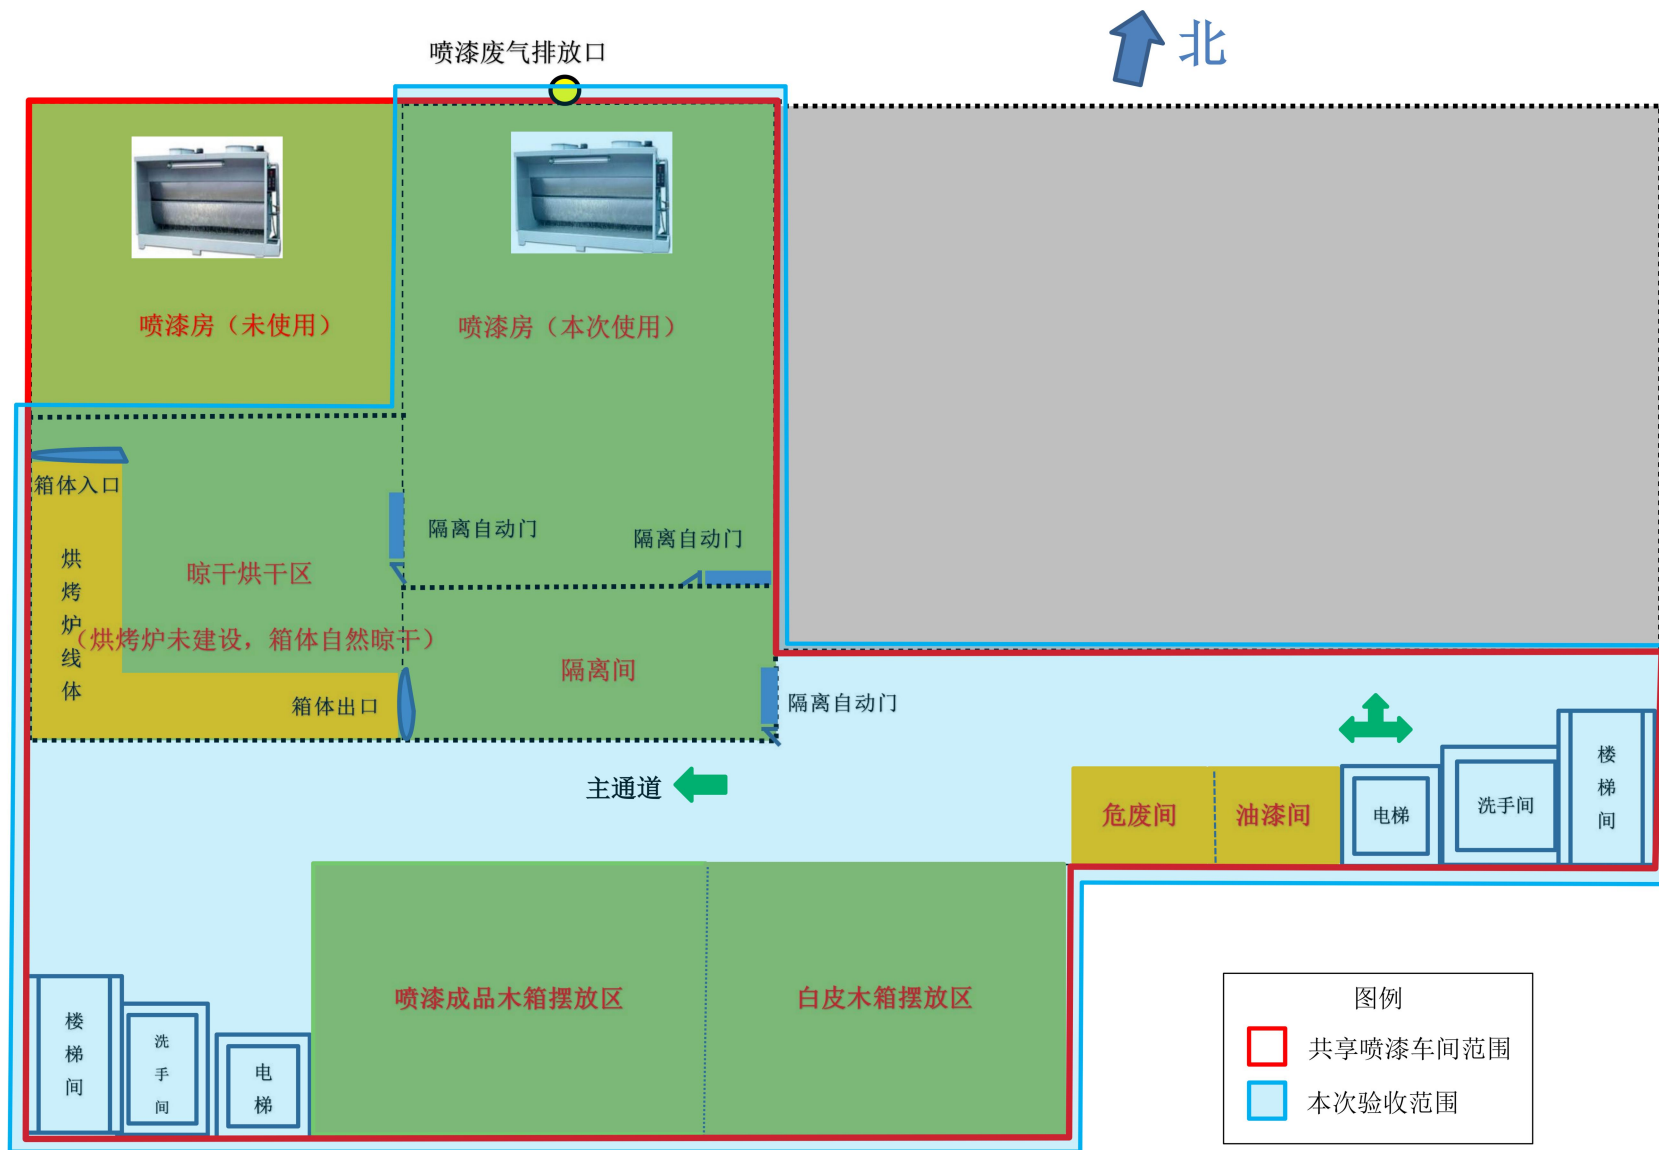 北
喷漆废气排放口
喷漆房（未使用）
喷漆房（本次使用）
箱体入口
隔离自动门
隔离自动门
烘烤炉线体
晾干烘干区
（烘烤炉未建设，箱体自然晾干）
隔离间
箱体出口
隔离自动门
主通道
危废间
油漆间
电梯
洗手间
楼梯间
喷漆成品木箱摆放区
白皮木箱摆放区
楼梯间
洗手间
电梯
图例
共享喷漆车间范围
本次验收范围